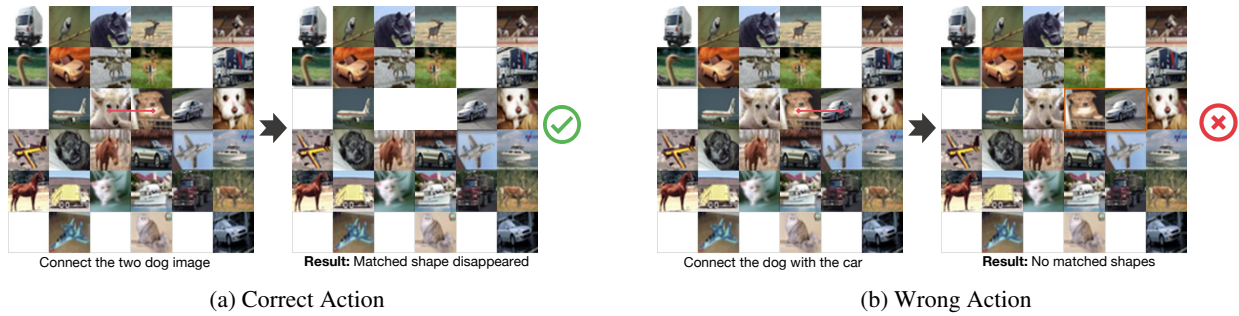 Connect the two dog image
Result: Matched shape disappeared
Connect the dog with the car
Result: No matched shapes
(a) Correct Action
(b) Wrong Action